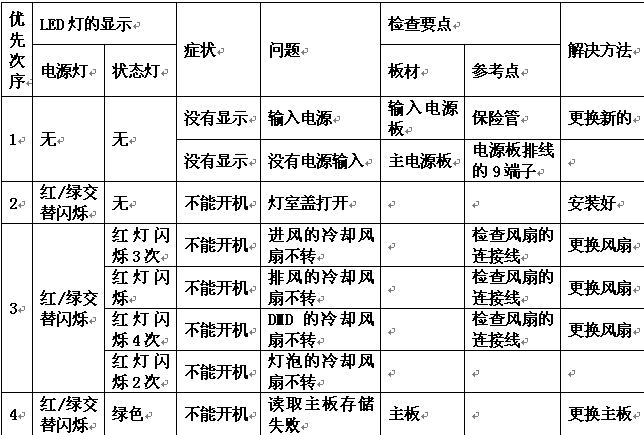 优先次序 LED 灯的显示 症状 问题 检查要点 解决方法
电源灯 状态灯 板材 参考点
1 无 无 没有显示 输入电源 输入电源板 保险管 更换新的
没有显示 没有电源输入 主电源板 电源板排线的 9 端子
2 红/绿交替闪烁 无 不能开机 灯室盖打开 安装好
3 红/绿交替闪烁 红灯闪烁 3 次 不能开机 进风的冷却风扇不转 检查风扇的连接线 更换风扇
红灯闪烁 不能开机 排风的冷却风扇不转 检查风扇的连接线 更换风扇
红灯闪烁 4 次 不能开机 DMD 的冷却风扇不转 检查风扇的连接线 更换风扇
红灯闪烁 2 次 不能开机 灯泡的冷却风扇不转
4 红/绿交替闪烁 绿色 不能开机 读取主板存储失败 主板 更换主板